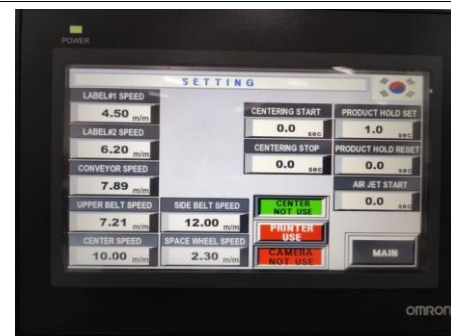 POWER
SETTING
LABEL#1 SPEED
4.50 m/m
LABEL#2 SPEED
6.20 m/m
CONVEYOR SPEED
7.89 m/m
UPPER BELT SPEED
7.21 m/m
CENTER SPEED
10.00 m/m
SIDE BELT SPEED
12.00 m/m
SPACE WHEEL SPEED
2.30 m/m
CENTERING START
0.0 sec
CENTERING STOP
0.0 sec
CENTER
NOT USE
PRINTER
USE
CAMERA
NOT USE
PRODUCT HOLD SET
1.0 sec
PRODUCT HOLD RESET
0.0 sec
AIR JET START
0.0 sec
MAIN
OMRON